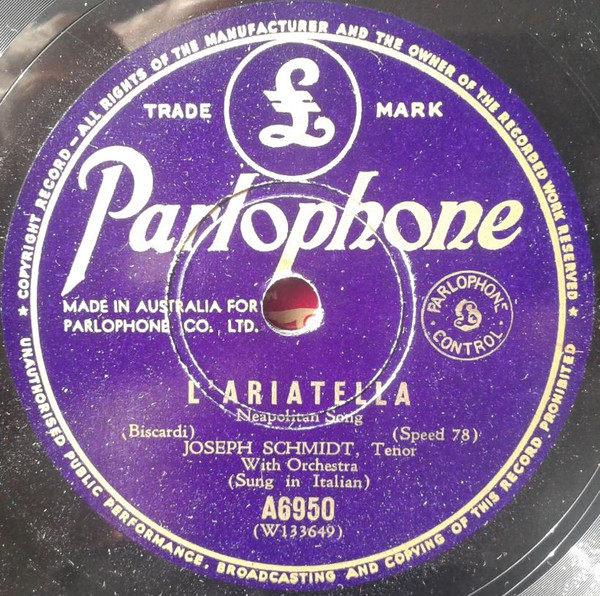 ★ COPYRIGHT RECORD — ALL RIGHTS OF THE MANUFACTURER AND THE OWNER OF THE RECORDED WORK RESERVED ★
TRADE £ MARK
Parlophone
MADE IN AUSTRALIA FOR
PARLOPHONE CO., LTD.
PARLOPHONE
£
CONTROL
L'ARIATELLA
Neapolitan Song
(Biscardi) (Speed 78)
JOSEPH SCHMIDT, Tenor
With Orchestra
(Sung in Italian)
A6950
(W133649)
UNAUTHORISED PUBLIC PERFORMANCE, BROADCASTING AND COPYING OF THIS RECORD PROHIBITED